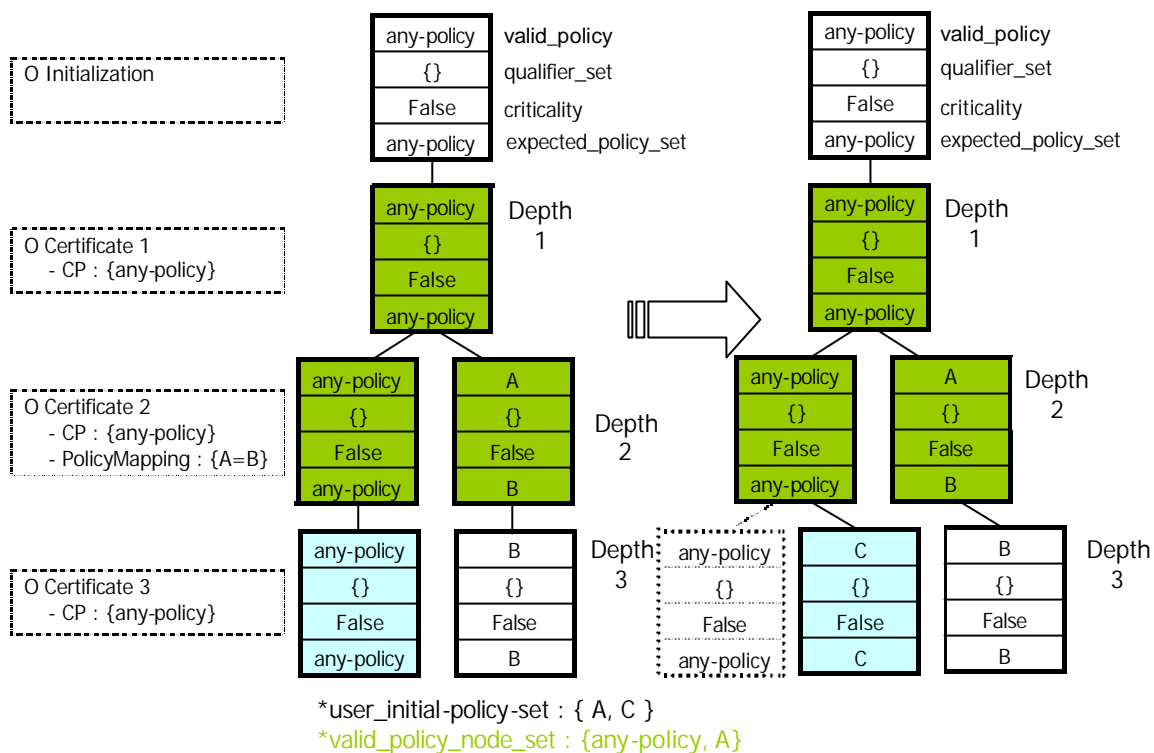 O Initialization
any-policy valid_policy
{} qualifier_set
False criticality
any-policy expected_policy_set
any-policy valid_policy
{} qualifier_set
False criticality
any-policy expected_policy_set
O Certificate 1
- CP : {any-policy}
any-policy
{}
False
any-policy
Depth
1
any-policy
{}
False
any-policy
Depth
1
O Certificate 2
- CP : {any-policy}
- PolicyMapping : {A=B}
any-policy
{}
False
any-policy
A
{}
False
B
Depth
2
any-policy
{}
False
any-policy
A
{}
False
B
Depth
2
O Certificate 3
- CP : {any-policy}
any-policy
{}
False
any-policy
B
{}
False
B
Depth
3
any-policy
{}
False
any-policy
C
{}
False
C
B
{}
False
B
Depth
3
*user_initial-policy-set : { A, C }
*valid_policy_node_set : {any-policy, A}